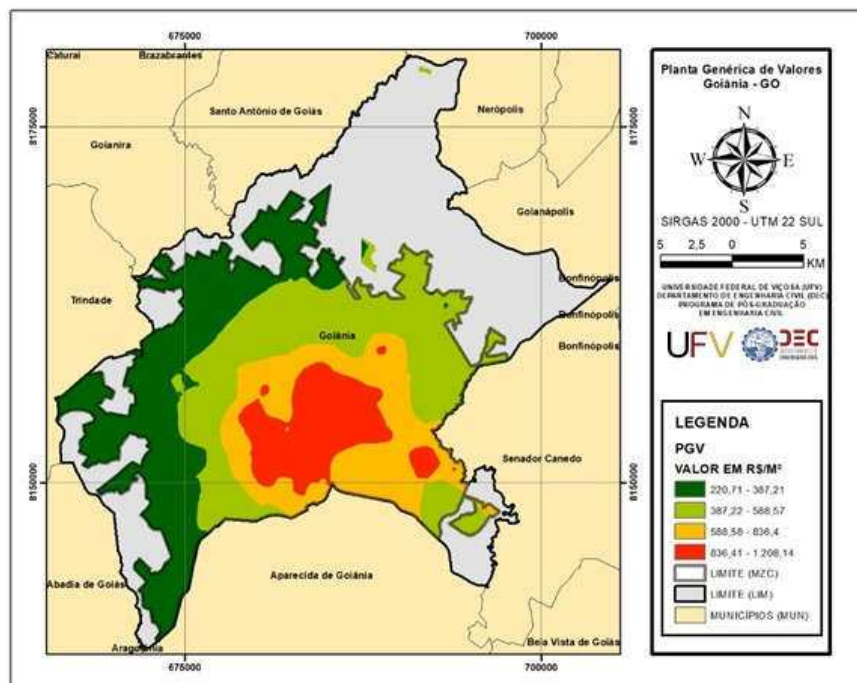 675000
700000
Caturaí
Brazabrantes
Santo António de Goiás
Nerópolis
8175000
8175000
Goianira
Goianápolis
Trindade
Bonfinópolis
Bonfinópolis
Bonfinópolis
Goiânia
Senador Canedo
8150000
8150000
Abadia de Goiás
Aparecida de Goiânia
Bela Vista de Goiás
675000
700000
Planta Genérica de Valores
Goiânia - GO
N
W
E
S
SIRGAS 2000 - UTM 22 SUL
5 2,5 0 5
KM
UNIVERSIDADE FEDERAL DE VIÇOSA (UFV)
DEPARTAMENTO DE ENGENHARIA CIVIL (DEC)
PROGRAMA DE PÓS-GRADUAÇÃO
EM ENGENHARIA CIVIL
UFV
DEC
LEGENDA
PGV
VALOR EM R$/M²
220,71 - 387,21
387,22 - 588,57
588,58 - 836,4
836,41 - 1.208,14
LIMITE (MZC)
LIMITE (LIM)
MUNICÍPIOS (MUN)